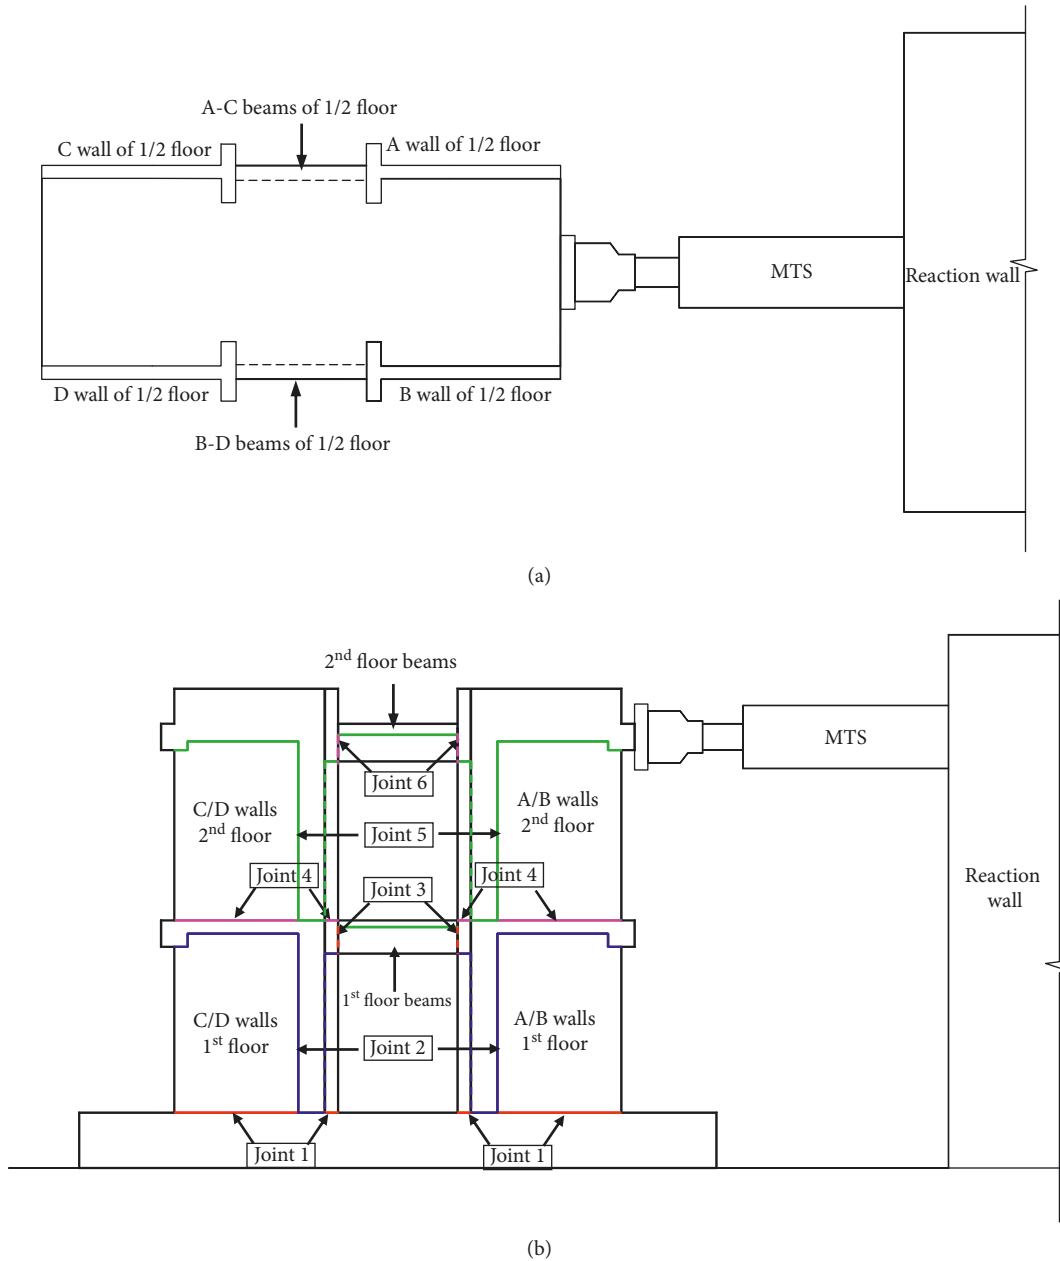 A-C beams of 1/2 floor
C wall of 1/2 floor
A wall of 1/2 floor
MTS
Reaction wall
D wall of 1/2 floor
B wall of 1/2 floor
B-D beams of 1/2 floor
(a)
2nd floor beams
MTS
Joint 6
C/D walls
2nd floor
A/B walls
2nd floor
Joint 5
Joint 4
Joint 3
Joint 4
Reaction
wall
1st floor beams
C/D walls
1st floor
A/B walls
1st floor
Joint 2
Joint 1
Joint 1
(b)